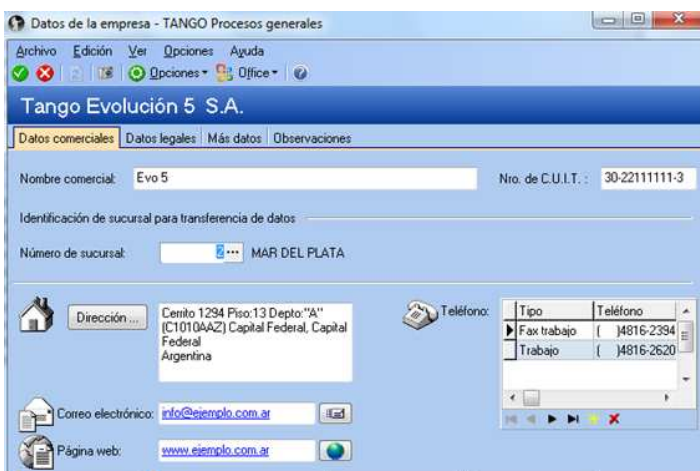 Datos de la empresa - TANGO Procesos generales
Archivo Edición Ver Opciones Ayuda
Opciones Office
Tango Evolución 5 S.A.
Datos comerciales Datos legales Más datos Observaciones
Nombre comercial: Evo 5 Nro. de C.U.I.T. : 30-22111111-3
Identificación de sucursal para transferencia de datos
Número de sucursal: 2 ... MAR DEL PLATA
Dirección ...
Cerrito 1294 Piso:13 Depto:"A"
(C1010AAZ) Capital Federal, Capital
Federal
Argentina
Teléfono:
Tipo Teléfono
Fax trabajo ( )4816-2394
Trabajo ( )4816-2620
Correo electrónico: info@ejemplo.com.ar
Página web: www.ejemplo.com.ar